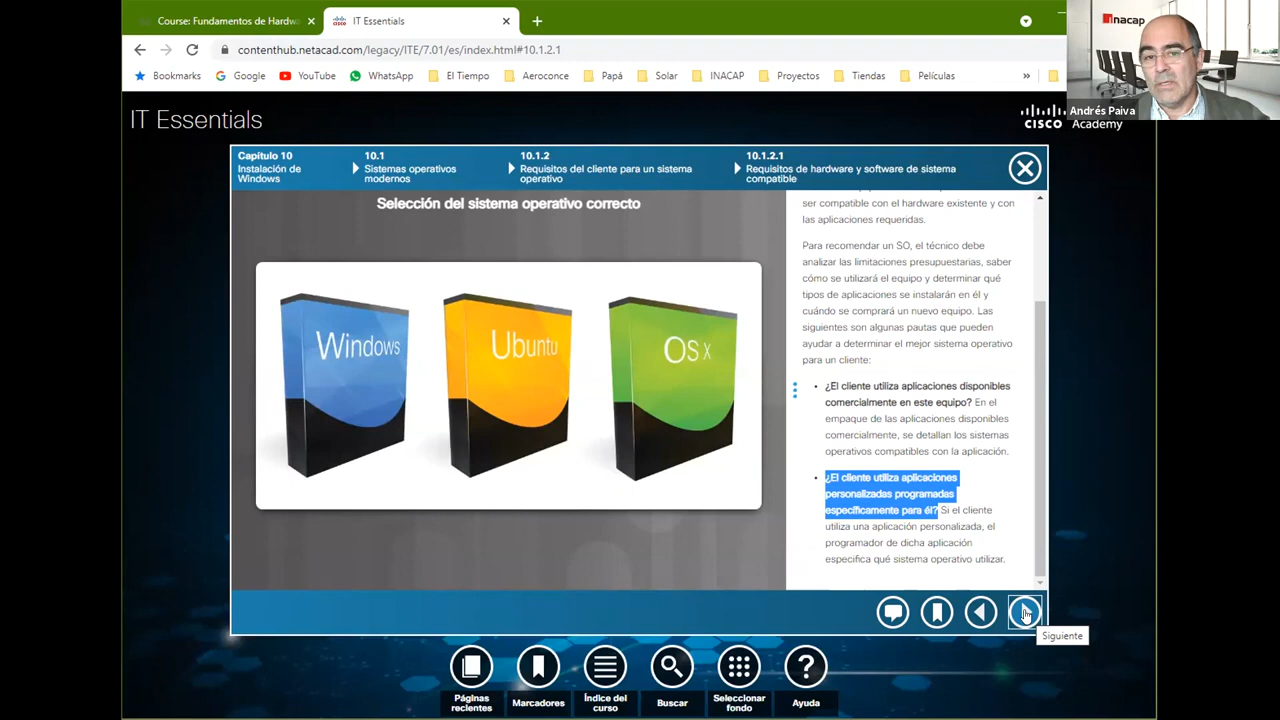 Course: Fundamentos de Hardwa
IT Essentials
contenthub.netacad.com/legacy/ITE/7.01/es/index.html#10.1.2.1
Bookmarks
Google
YouTube
WhatsApp
El Tiempo
Aeroconce
Papá
Solar
INACAP
Proyectos
Tiendas
Películas
»
inacap
Andrés Paiva
IT Essentials
CISCO Academy
Capítulo 10
Instalación de
Windows
10.1
Sistemas operativos
modernos
10.1.2
Requisitos del cliente para un sistema
operativo
10.1.2.1
Requisitos de hardware y software de sistema
compatible
Selección del sistema operativo correcto
Windows
Ubuntu
Os x
ser compatible con el hardware existente y con
las aplicaciones requeridas.
Para recomendar un SO, el técnico debe
analizar las limitaciones presupuestarias, saber
cómo se utilizará el equipo y determinar qué
tipos de aplicaciones se instalarán en él y
cuándo se comprará un nuevo equipo. Las
siguientes son algunas pautas que pueden
ayudar a determinar el mejor sistema operativo
para un cliente:
• ¿El cliente utiliza aplicaciones disponibles
comercialmente en este equipo? En el
empaque de las aplicaciones disponibles
comercialmente, se detallan los sistemas
operativos compatibles con la aplicación.
• ¿El cliente utiliza aplicaciones
personalizadas programadas
específicamente para él? Si el cliente
utiliza una aplicación personalizada, el
programador de dicha aplicación
especifica qué sistema operativo utilizar.
Siguiente
Páginas
recientes
Marcadores
Índice del
curso
Buscar
Seleccionar
fondo
Ayuda